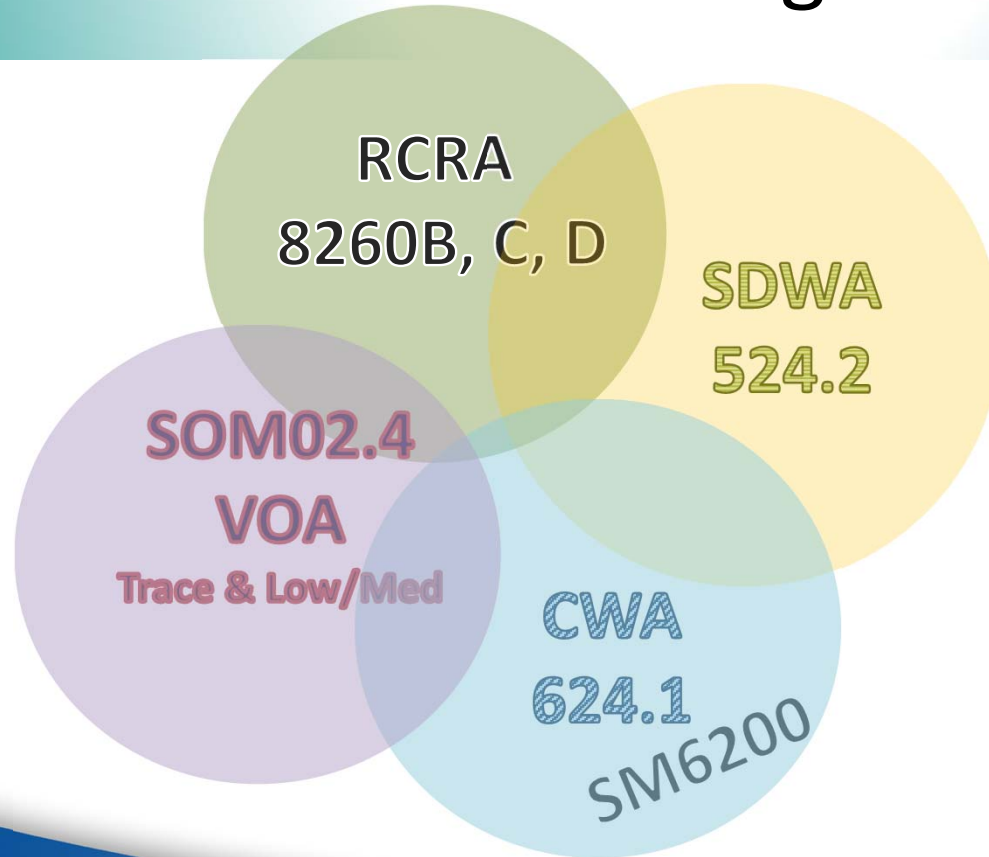 RCRA
8260B, C, D
SDWA
524.2
SOM02.4
VOA
Trace & Low/Med
CWA
624.1
SM6200